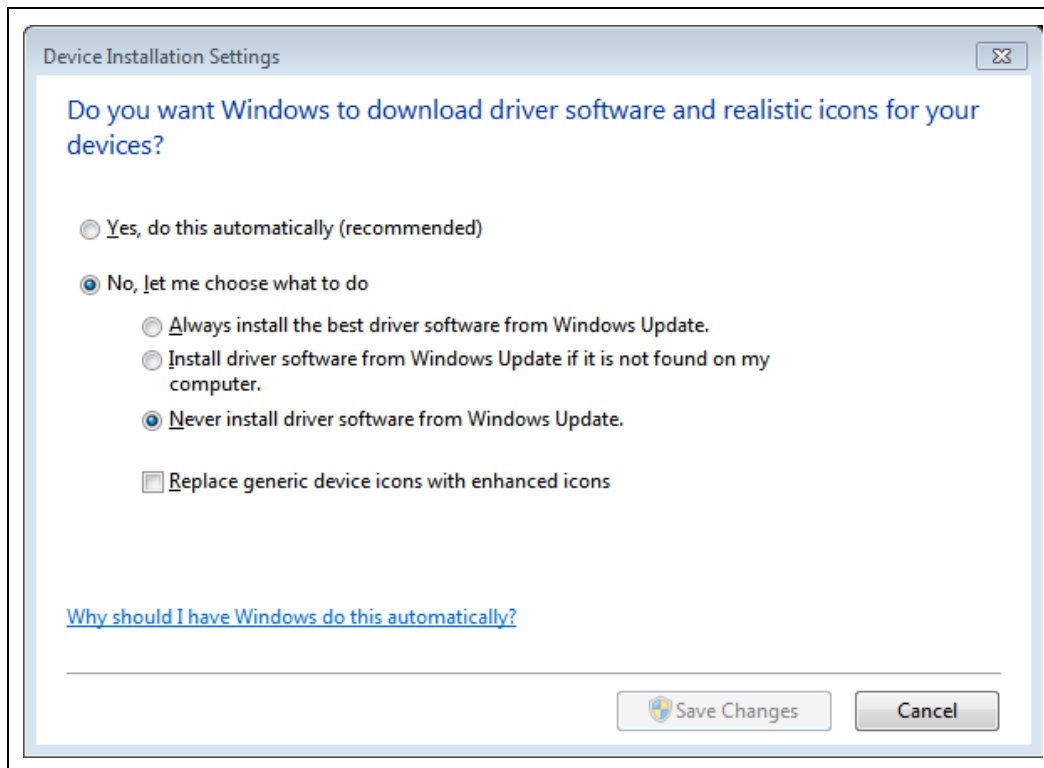 Device Installation Settings
Do you want Windows to download driver software and realistic icons for your
devices?
Yes, do this automatically (recommended)
No, let me choose what to do
Always install the best driver software from Windows Update.
Install driver software from Windows Update if it is not found on my
computer.
Never install driver software from Windows Update.
Replace generic device icons with enhanced icons
Why should I have Windows do this automatically?
Save Changes
Cancel